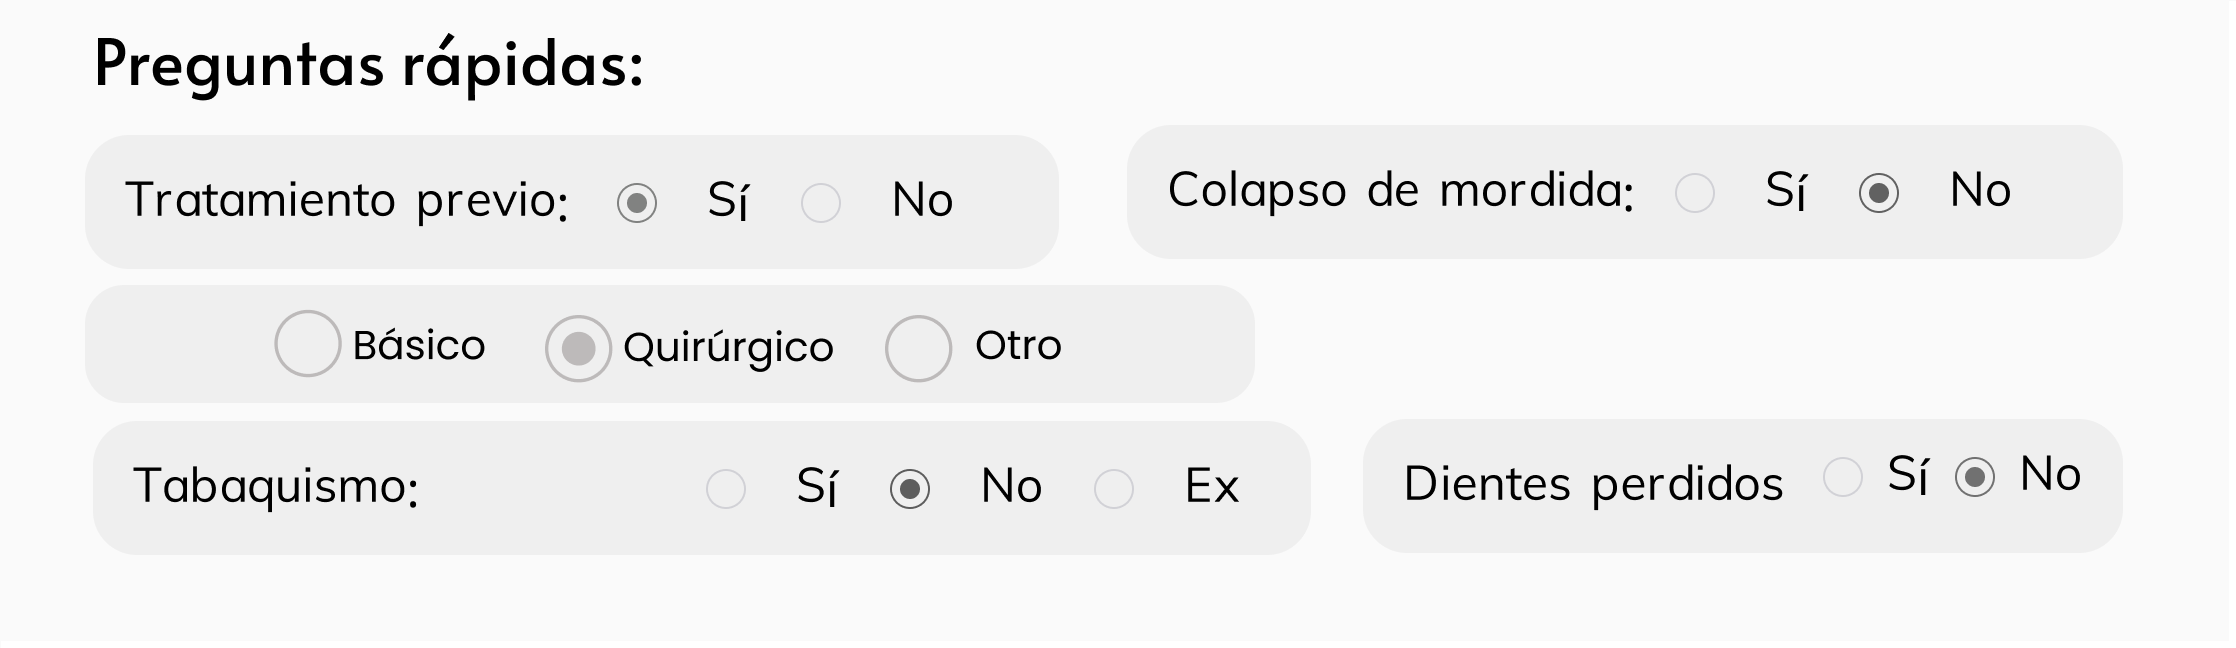 Preguntas rápidas:
Tratamiento previo: Sí No
Colapso de mordida: Sí No
Básico Quirúrgico Otro
Tabaquismo: Sí No Ex
Dientes perdidos Sí No